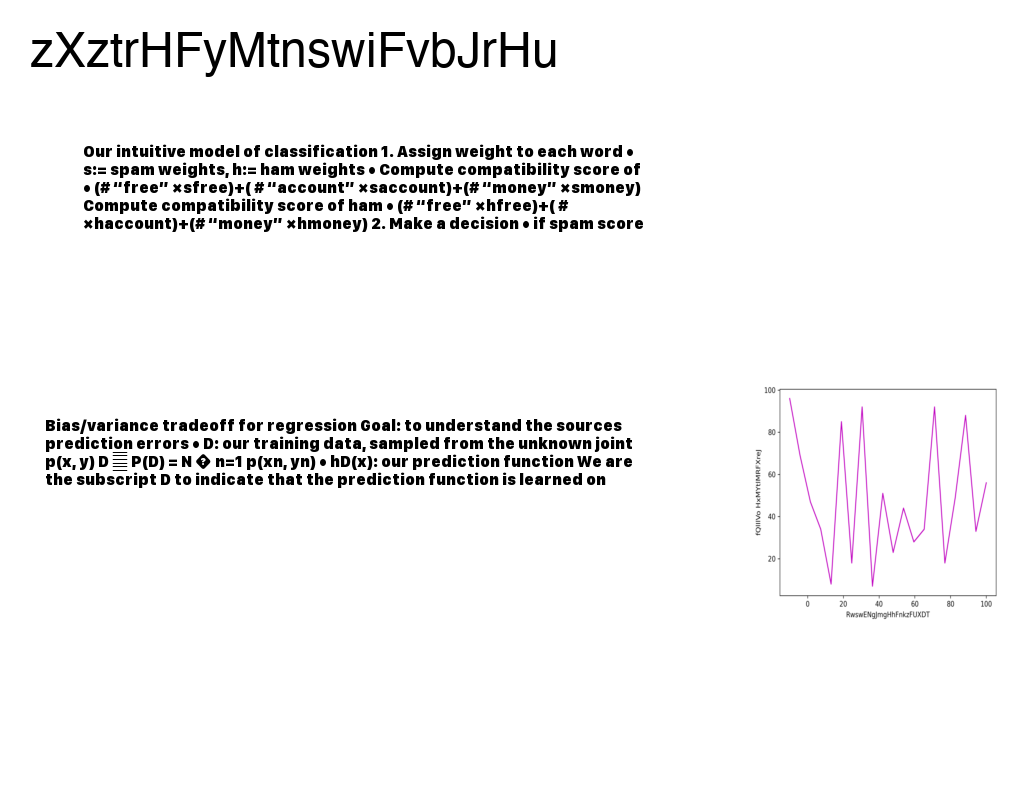 zXztrHFyMtnswiFvbJrHu
Our intuitive model of classification 1. Assign weight to each word •
s:= spam weights, h:= ham weights • Compute compatibility score of
• (# “free” ×sfree)+( # “account” ×saccount)+(# “money” ×smoney)
Compute compatibility score of ham • (# “free” ×hfree)+( #
×haccount)+(# “money” ×hmoney) 2. Make a decision • if spam score
Bias/variance tradeoff for regression Goal: to understand the sources
prediction errors • D: our training data, sampled from the unknown joint
p(x, y) D P(D) = N � n=1 p(xn, yn) • hD(x): our prediction function We are
the subscript D to indicate that the prediction function is learned on
100
80
60
40
20
0 20 40 60 80 100